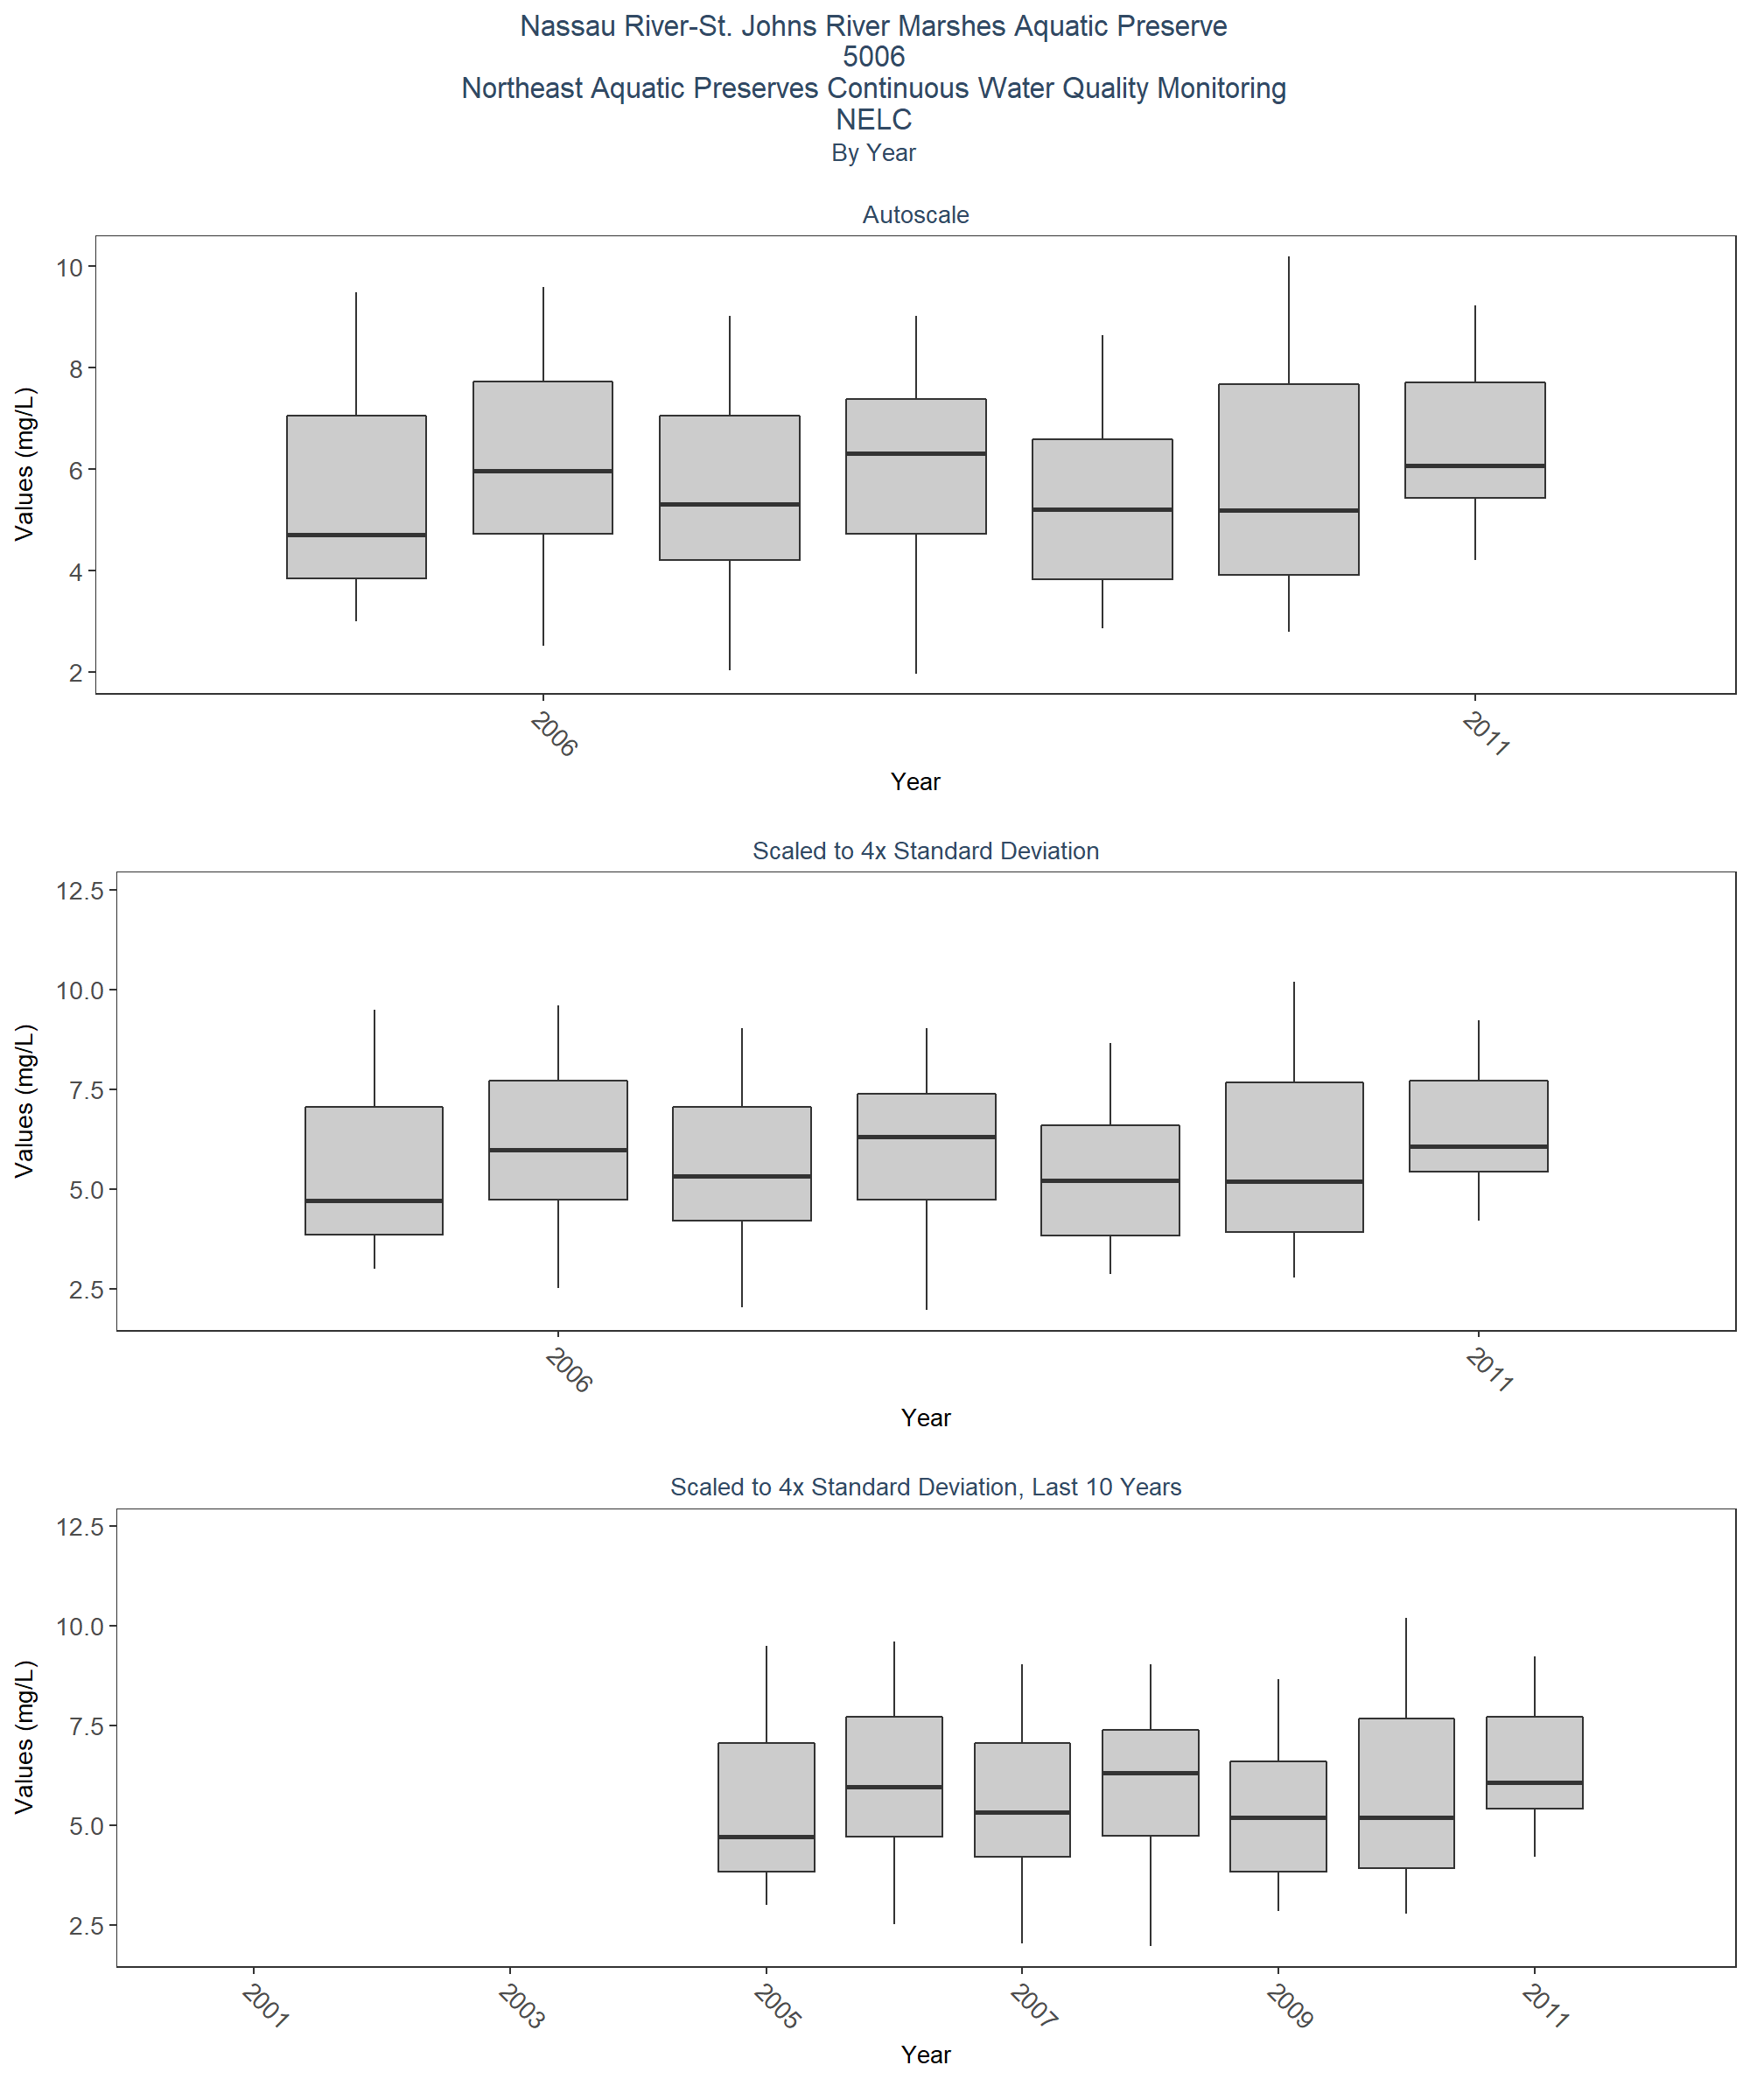 Nassau River-St. Johns River Marshes Aquatic Preserve
5006
Northeast Aquatic Preserves Continuous Water Quality Monitoring
NELC
By Year
Autoscale
10
8
6
4
2
Values (mg/L)
2006
2011
Year
Scaled to 4x Standard Deviation
12.5
10.0
7.5
5.0
2.5
Values (mg/L)
2006
2011
Year
Scaled to 4x Standard Deviation, Last 10 Years
12.5
10.0
7.5
5.0
2.5
Values (mg/L)
2001
2003
2005
2007
2009
2011
Year